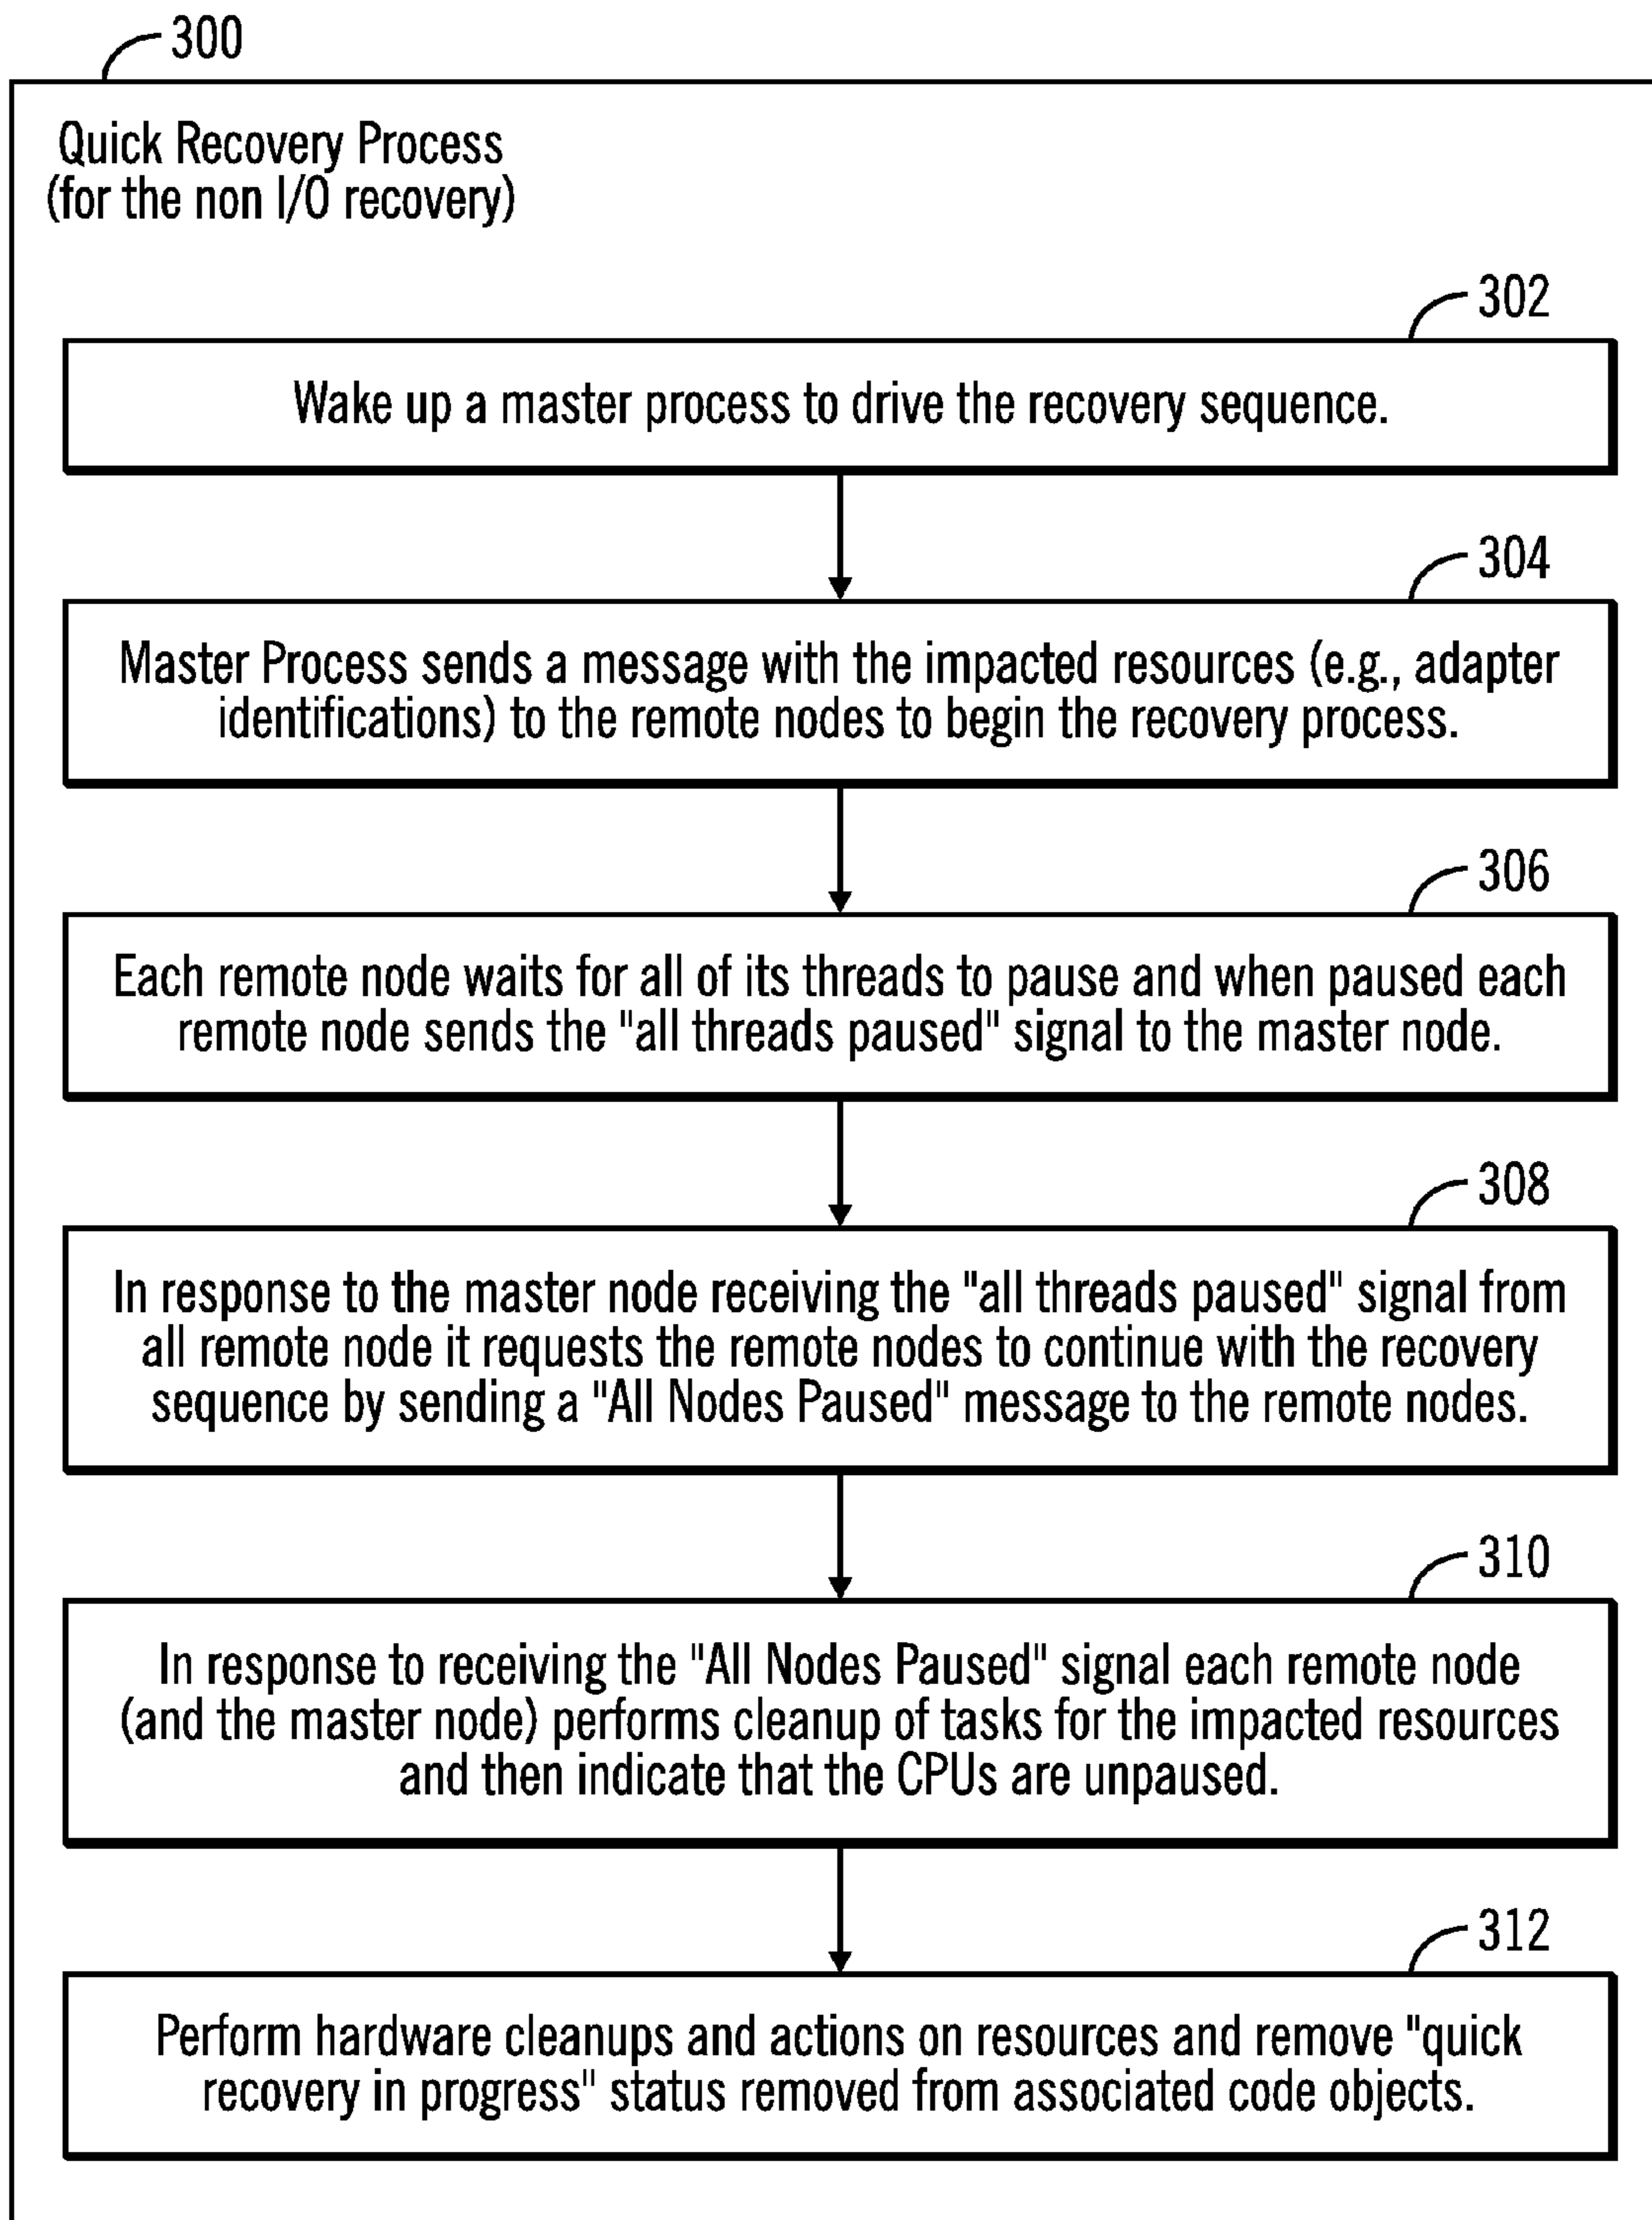 300
Quick Recovery Process
(for the non I/O recovery)
302
Wake up a master process to drive the recovery sequence.
304
Master Process sends a message with the impacted resources (e.g., adapter
identifications) to the remote nodes to begin the recovery process.
306
Each remote node waits for all of its threads to pause and when paused each
remote node sends the "all threads paused" signal to the master node.
308
In response to the master node receiving the "all threads paused" signal from
all remote node it requests the remote nodes to continue with the recovery
sequence by sending a "All Nodes Paused" message to the remote nodes.
310
In response to receiving the "All Nodes Paused" signal each remote node
(and the master node) performs cleanup of tasks for the impacted resources
and then indicate that the CPUs are unpaused.
312
Perform hardware cleanups and actions on resources and remove "quick
recovery in progress" status removed from associated code objects.